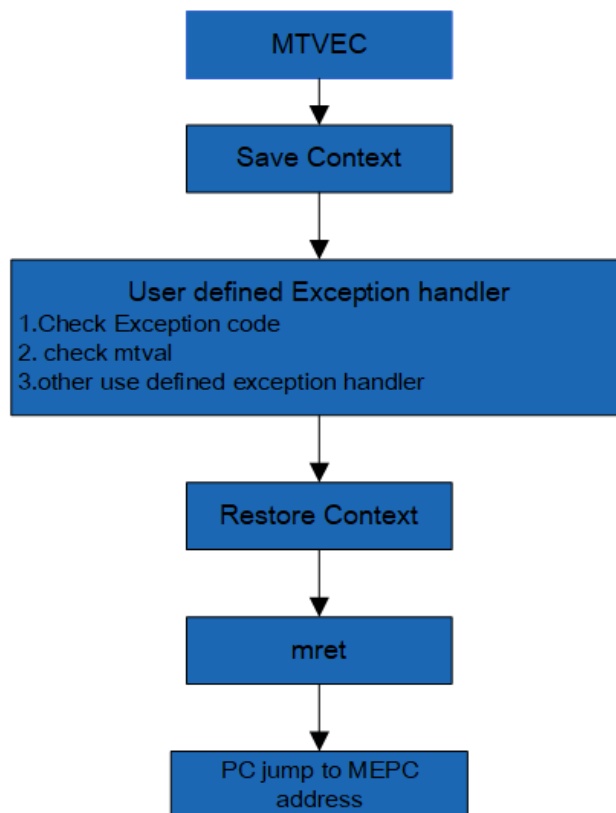 MTVEC
Save Context
User defined Exception handler
1.Check Exception code
2. check mtval
3.other use defined exception handler
Restore Context
mret
PC jump to MEPC
address